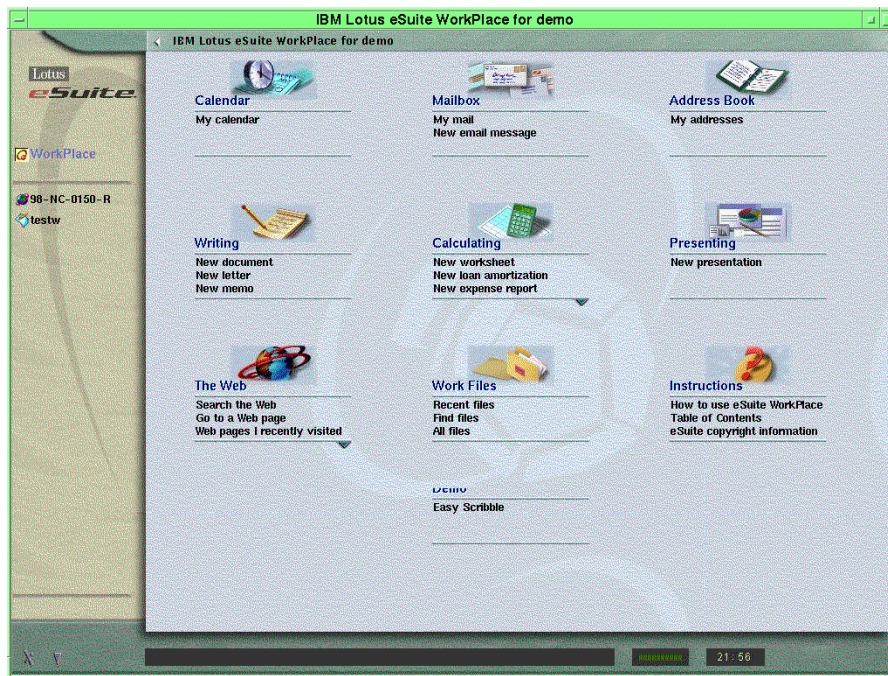 IBM Lotus eSuite WorkPlace for demo
IBM Lotus eSuite WorkPlace for demo
Lotus
eSuite.
WorkPlace
98-NC-0150-R
testw
Calendar
My calendar
Mailbox
My mail
New email message
Address Book
My addresses
Writing
New document
New letter
New memo
Calculating
New worksheet
New loan amortization
New expense report
Presenting
New presentation
The Web
Search the Web
Go to a Web page
Web pages I recently visited
Work Files
Recent files
Find files
All files
Instructions
How to use eSuite WorkPlace
Table of Contents
eSuite copyright information
Demo
Easy Scribble
21:56